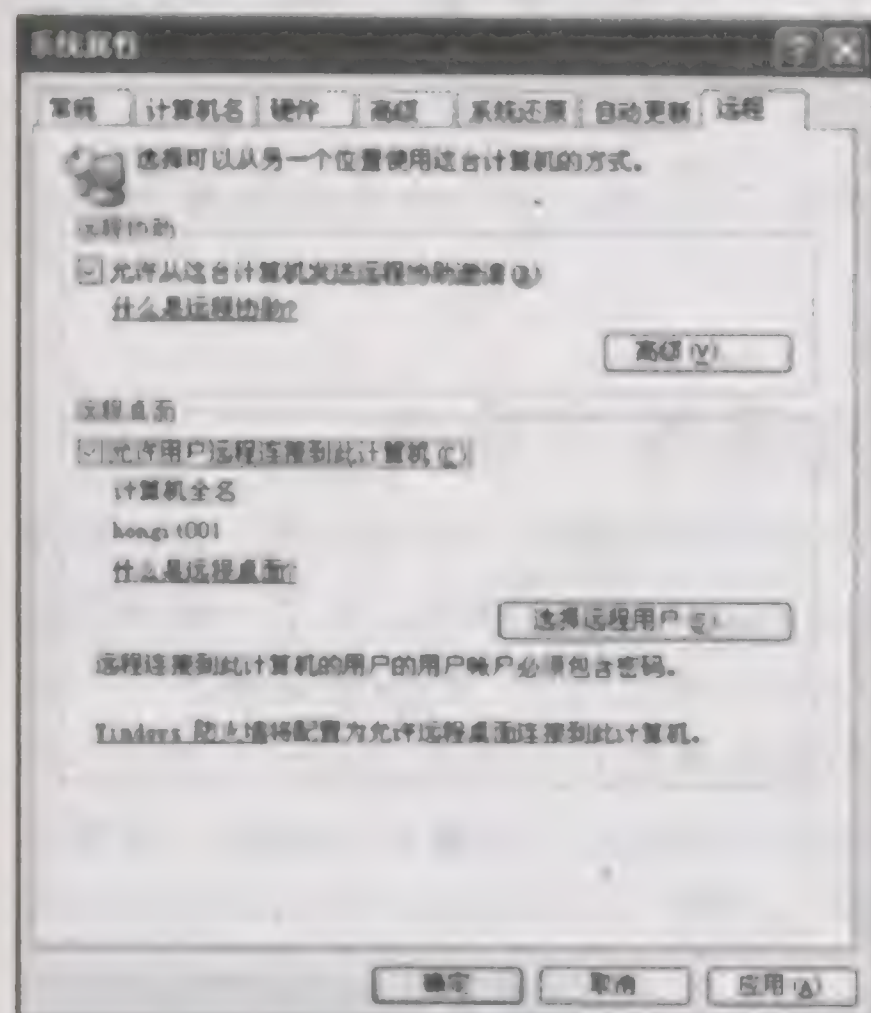 系统属性
常规 计算机名 硬件 高级 系统还原 自动更新 远程
选择可以从另一个位置使用这台计算机的方式。
远程协助
允许从这台计算机发送远程协助邀请(R)
什么是远程协助?
高级(V)
远程桌面
允许用户远程连接到此计算机(C)
计算机全名
什么是远程桌面?
选择远程用户(S)
远程连接到此计算机的用户的用户帐户必须包含密码。
Windows 防火墙将配置为允许远程桌面连接到此计算机。
确定 取消 应用(A)